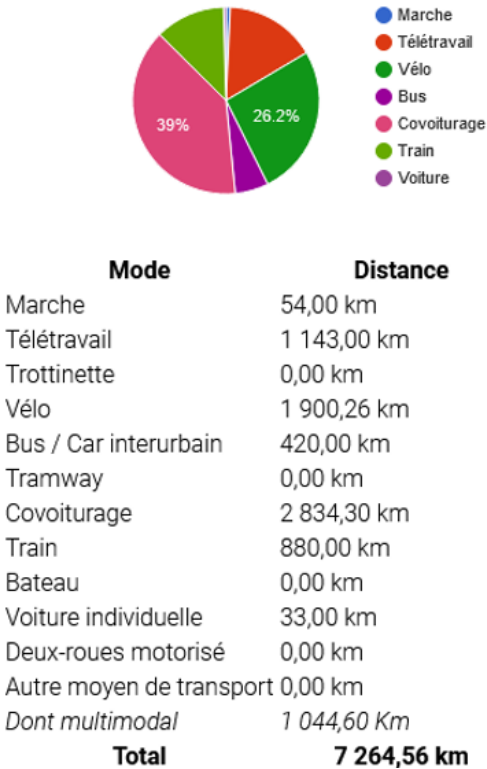 Marche
Télétravail
Vélo
Bus
Covoiturage
Train
Voiture
39%
26.2%
Mode Distance
Marche 54,00 km
Télétravail 1 143,00 km
Trottinette 0,00 km
Vélo 1 900,26 km
Bus / Car interurbain 420,00 km
Tramway 0,00 km
Covoiturage 2 834,30 km
Train 880,00 km
Bateau 0,00 km
Voiture individuelle 33,00 km
Deux-roues motorisé 0,00 km
Autre moyen de transport 0,00 km
Dont multimodal 1 044,60 Km
Total 7 264,56 km